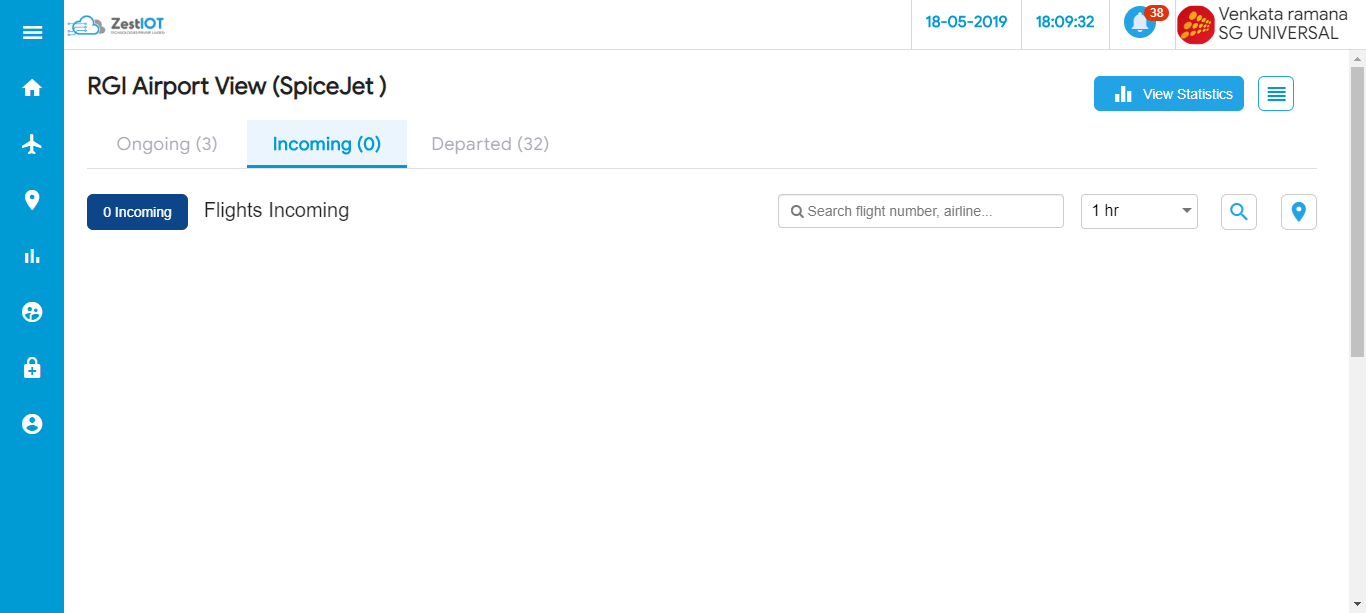 ZestIOT
18-05-2019
18:09:32
38
Venkata ramana
SG UNIVERSAL
RGI Airport View (SpiceJet )
View Statistics
Ongoing (3)
Incoming (0)
Departed (32)
0 Incoming
Flights Incoming
Search flight number, airline...
1 hr